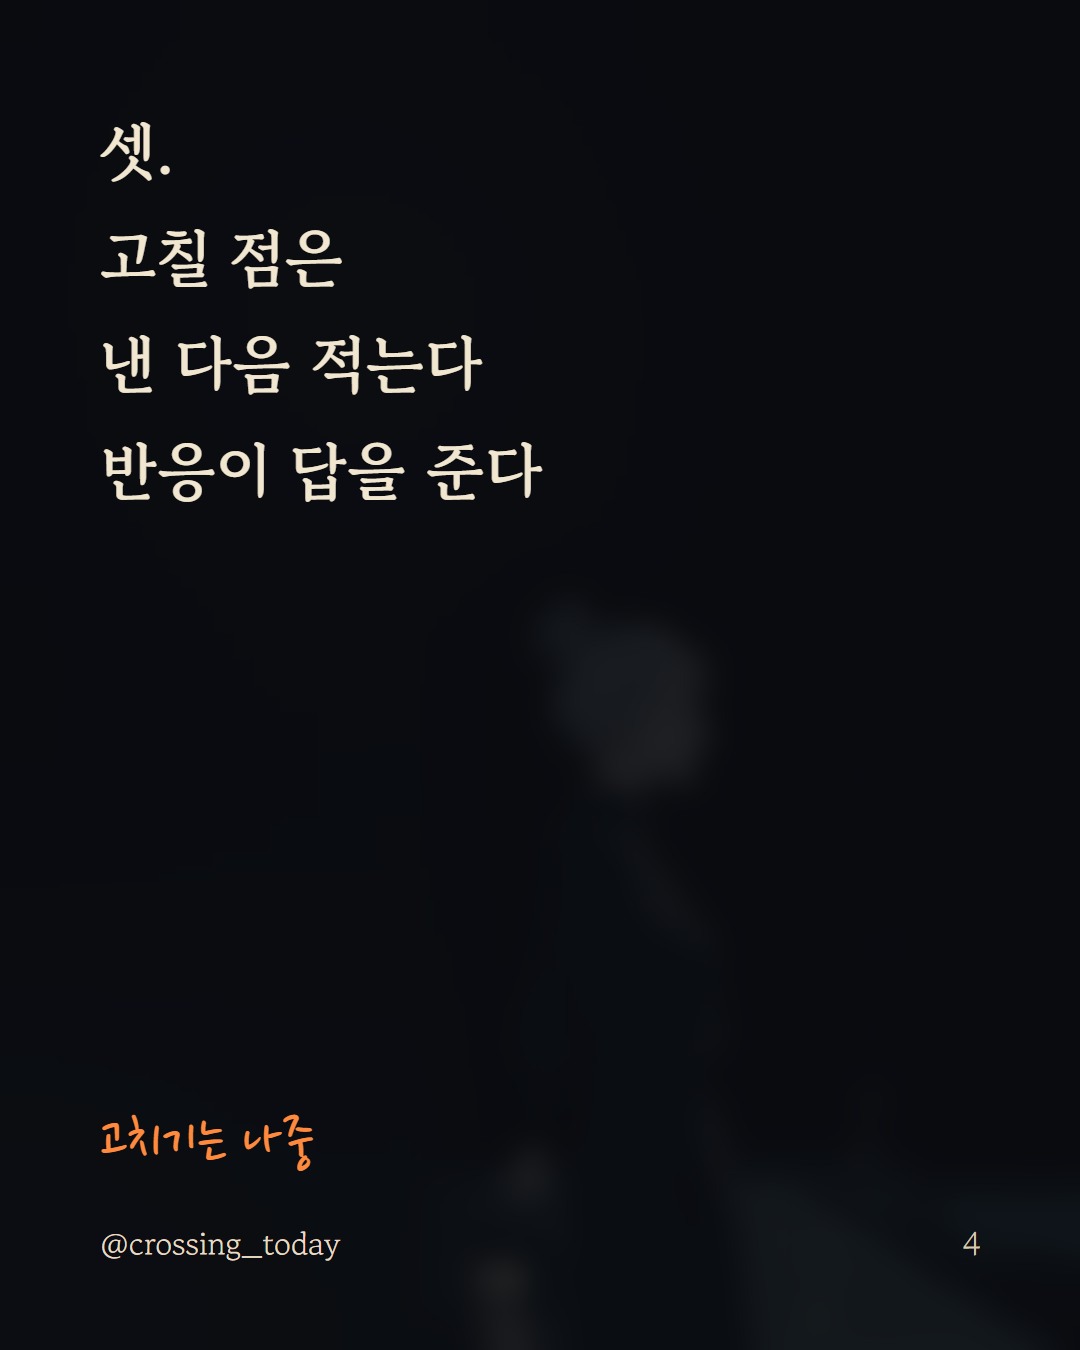 셋.
고칠 점은
낸 다음 적는다
반응이 답을 준다
고치기는 나중
@crossing_today
4